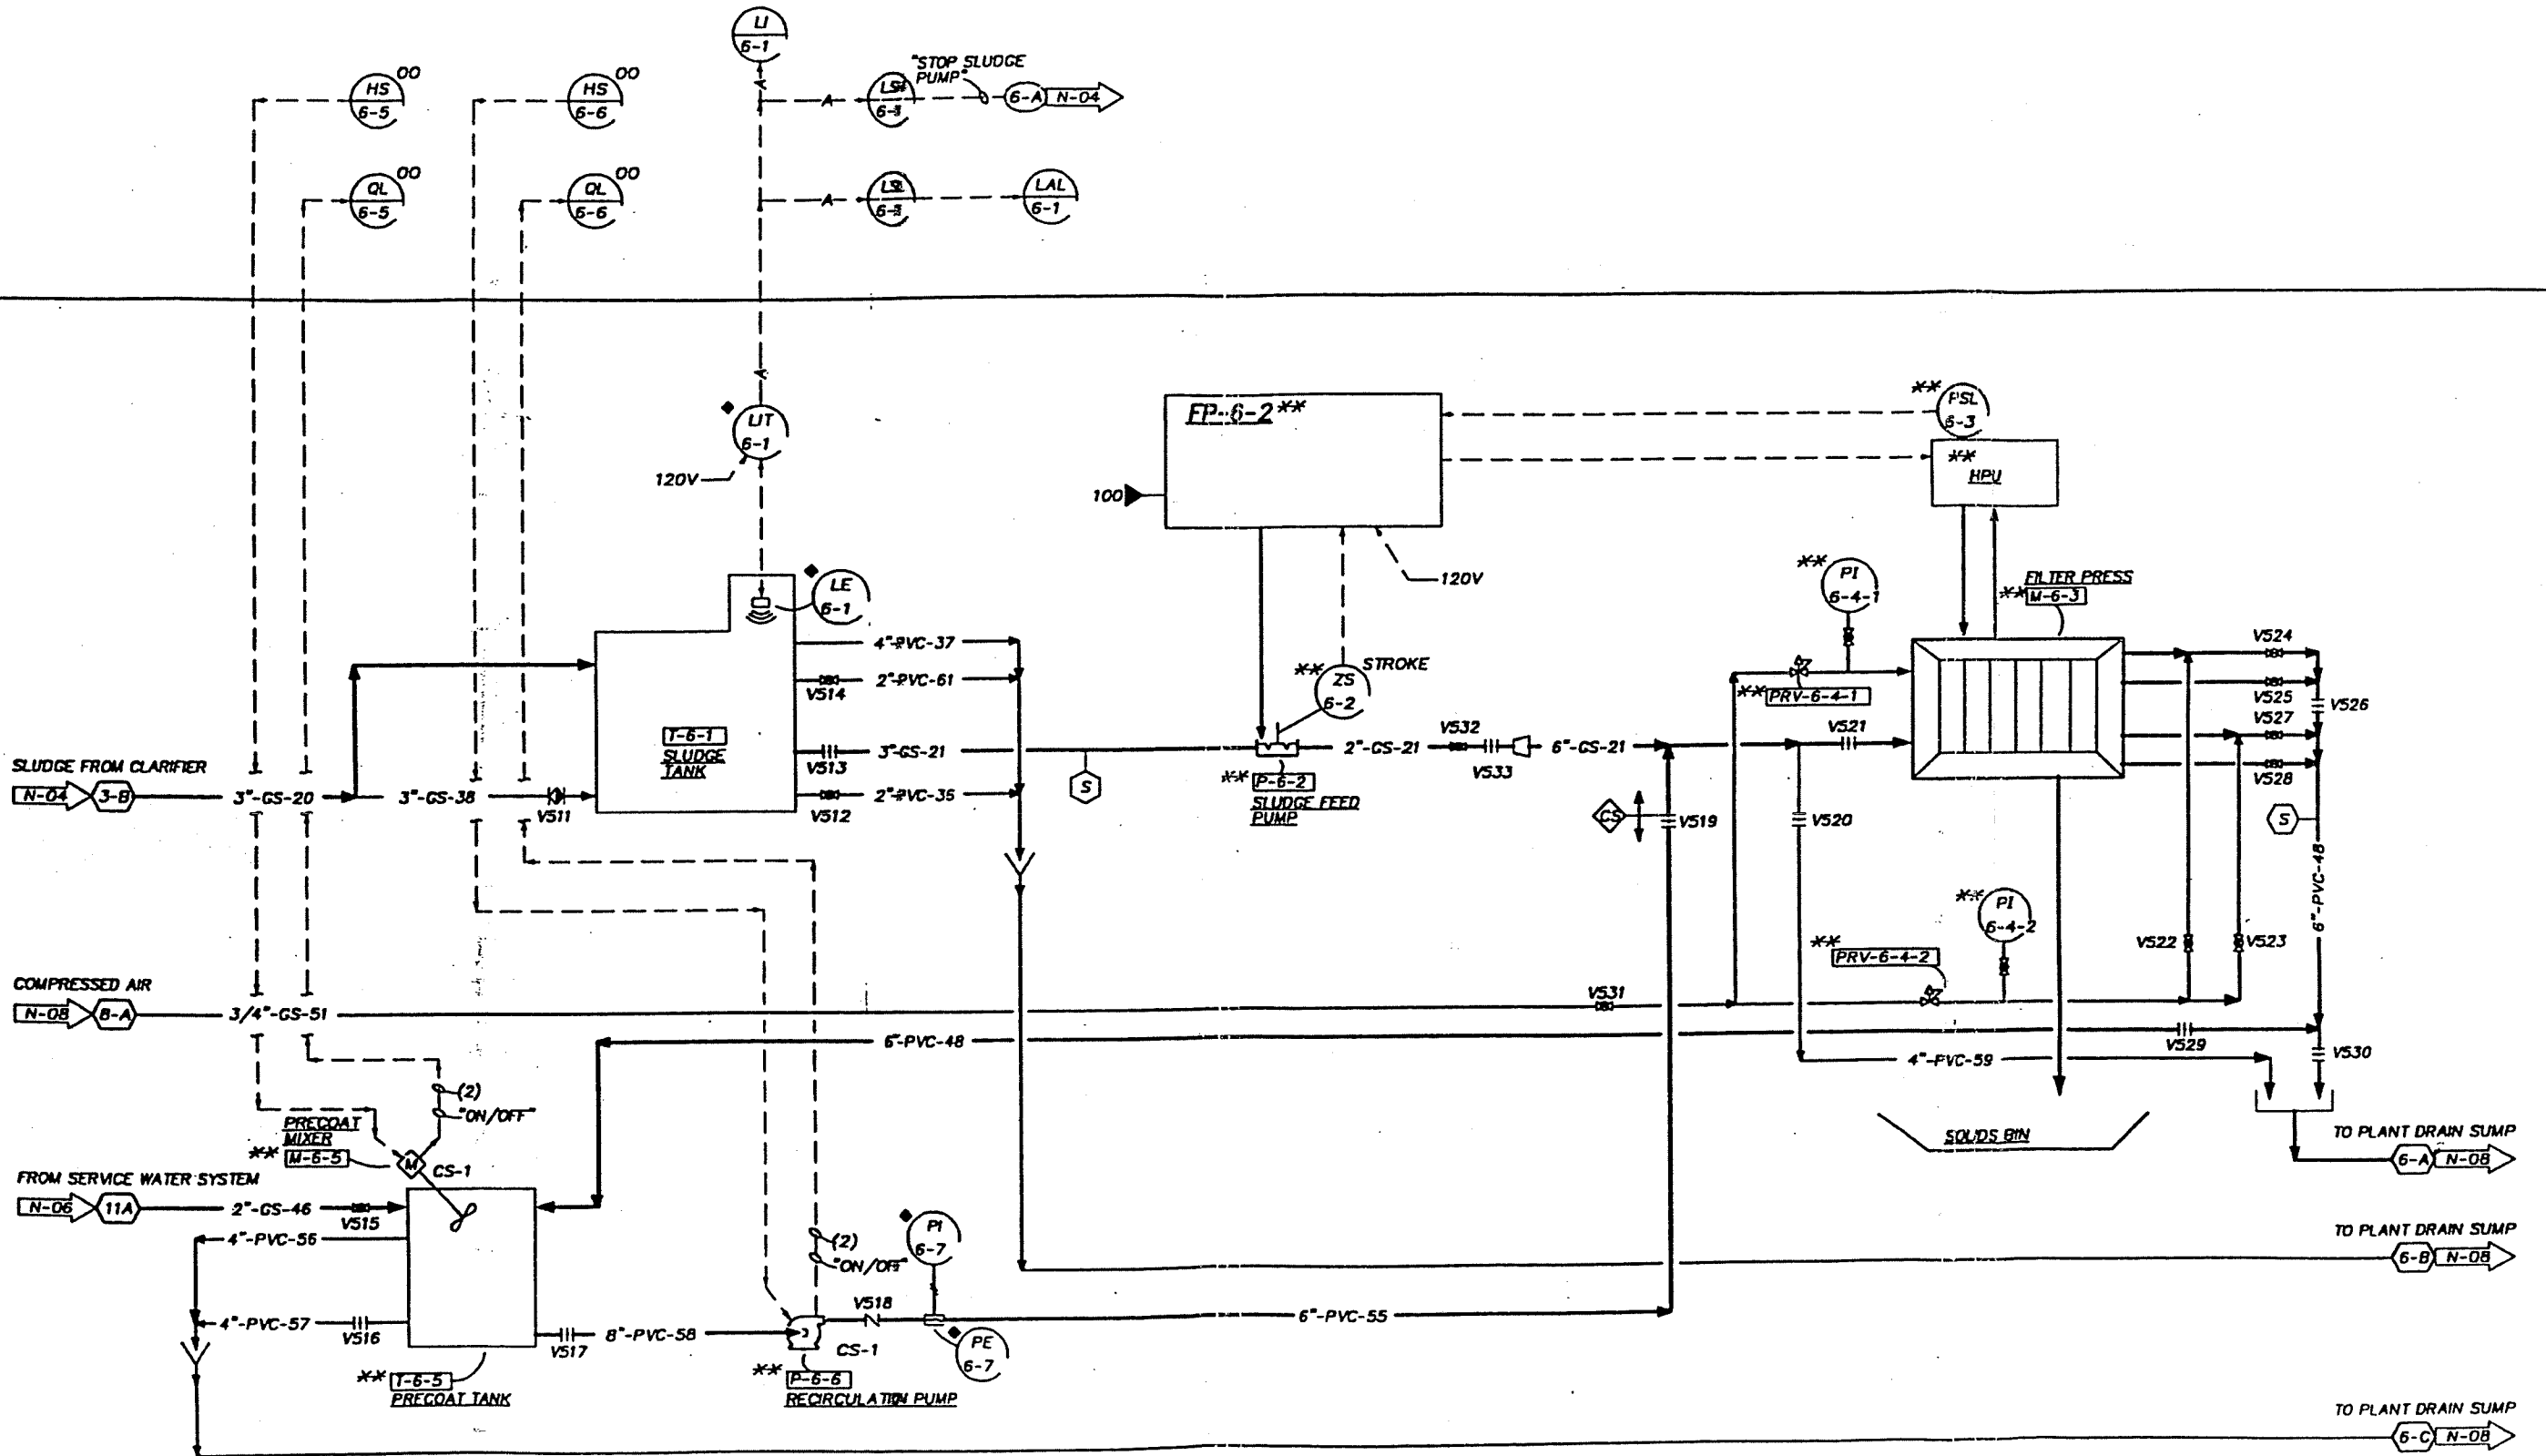 LI
6-1
HS
6-5
OO
HS
6-6
OO
A
A
6-3
"STOP SLUDGE
PUMP"
6-A
N-04
QL
6-5
OO
QL
6-6
OO
A
LAL
6-1
A
LIT
6-1
120V
FP-6-2 **
100
120V
**
PSL
6-3
**
HPU
LE
6-1
**
PI
6-4-1
FILTER PRESS
**
M-6-3
4"-PVC-37
V514
2"-PVC-61
**
ZS
6-2
STROKE
**
PRV-6-4-1
V524
V525
V526
V527
V528
T-6-1
SLUDGE
TANK
V513
3"-GS-21
S
**
P-6-2
SLUDGE FEED
PUMP
2"-GS-21
V532
V533
6"-GS-21
V521
SLUDGE FROM CLARIFIER
N-04
3-B
3"-GS-20
3"-GS-38
V511
V512
2"-PVC-36
CS
V519
V520
S
6"-PVC-48
**
PI
6-4-2
**
PRV-6-4-2
V522
V523
COMPRESSED AIR
N-08
8-A
3/4"-GS-51
V531
6"-PVC-48
V529
4"-PVC-59
V530
(2)
"ON/OFF"
PRECOAT
MIXER
**
M-6-5
M
CS-1
SOLIDS BIN
TO PLANT DRAIN SUMP
6-A
N-08
FROM SERVICE WATER SYSTEM
N-06
11A
2"-GS-46
V515
4"-PVC-56
(2)
"ON/OFF"
PI
6-7
TO PLANT DRAIN SUMP
6-B
N-08
4"-PVC-57
V516
V517
8"-PVC-58
V518
CS-1
PE
6-7
6"-PVC-55
**
T-6-5
PRECOAT TANK
**
P-6-6
RECIRCULATION PUMP
TO PLANT DRAIN SUMP
6-C
N-08